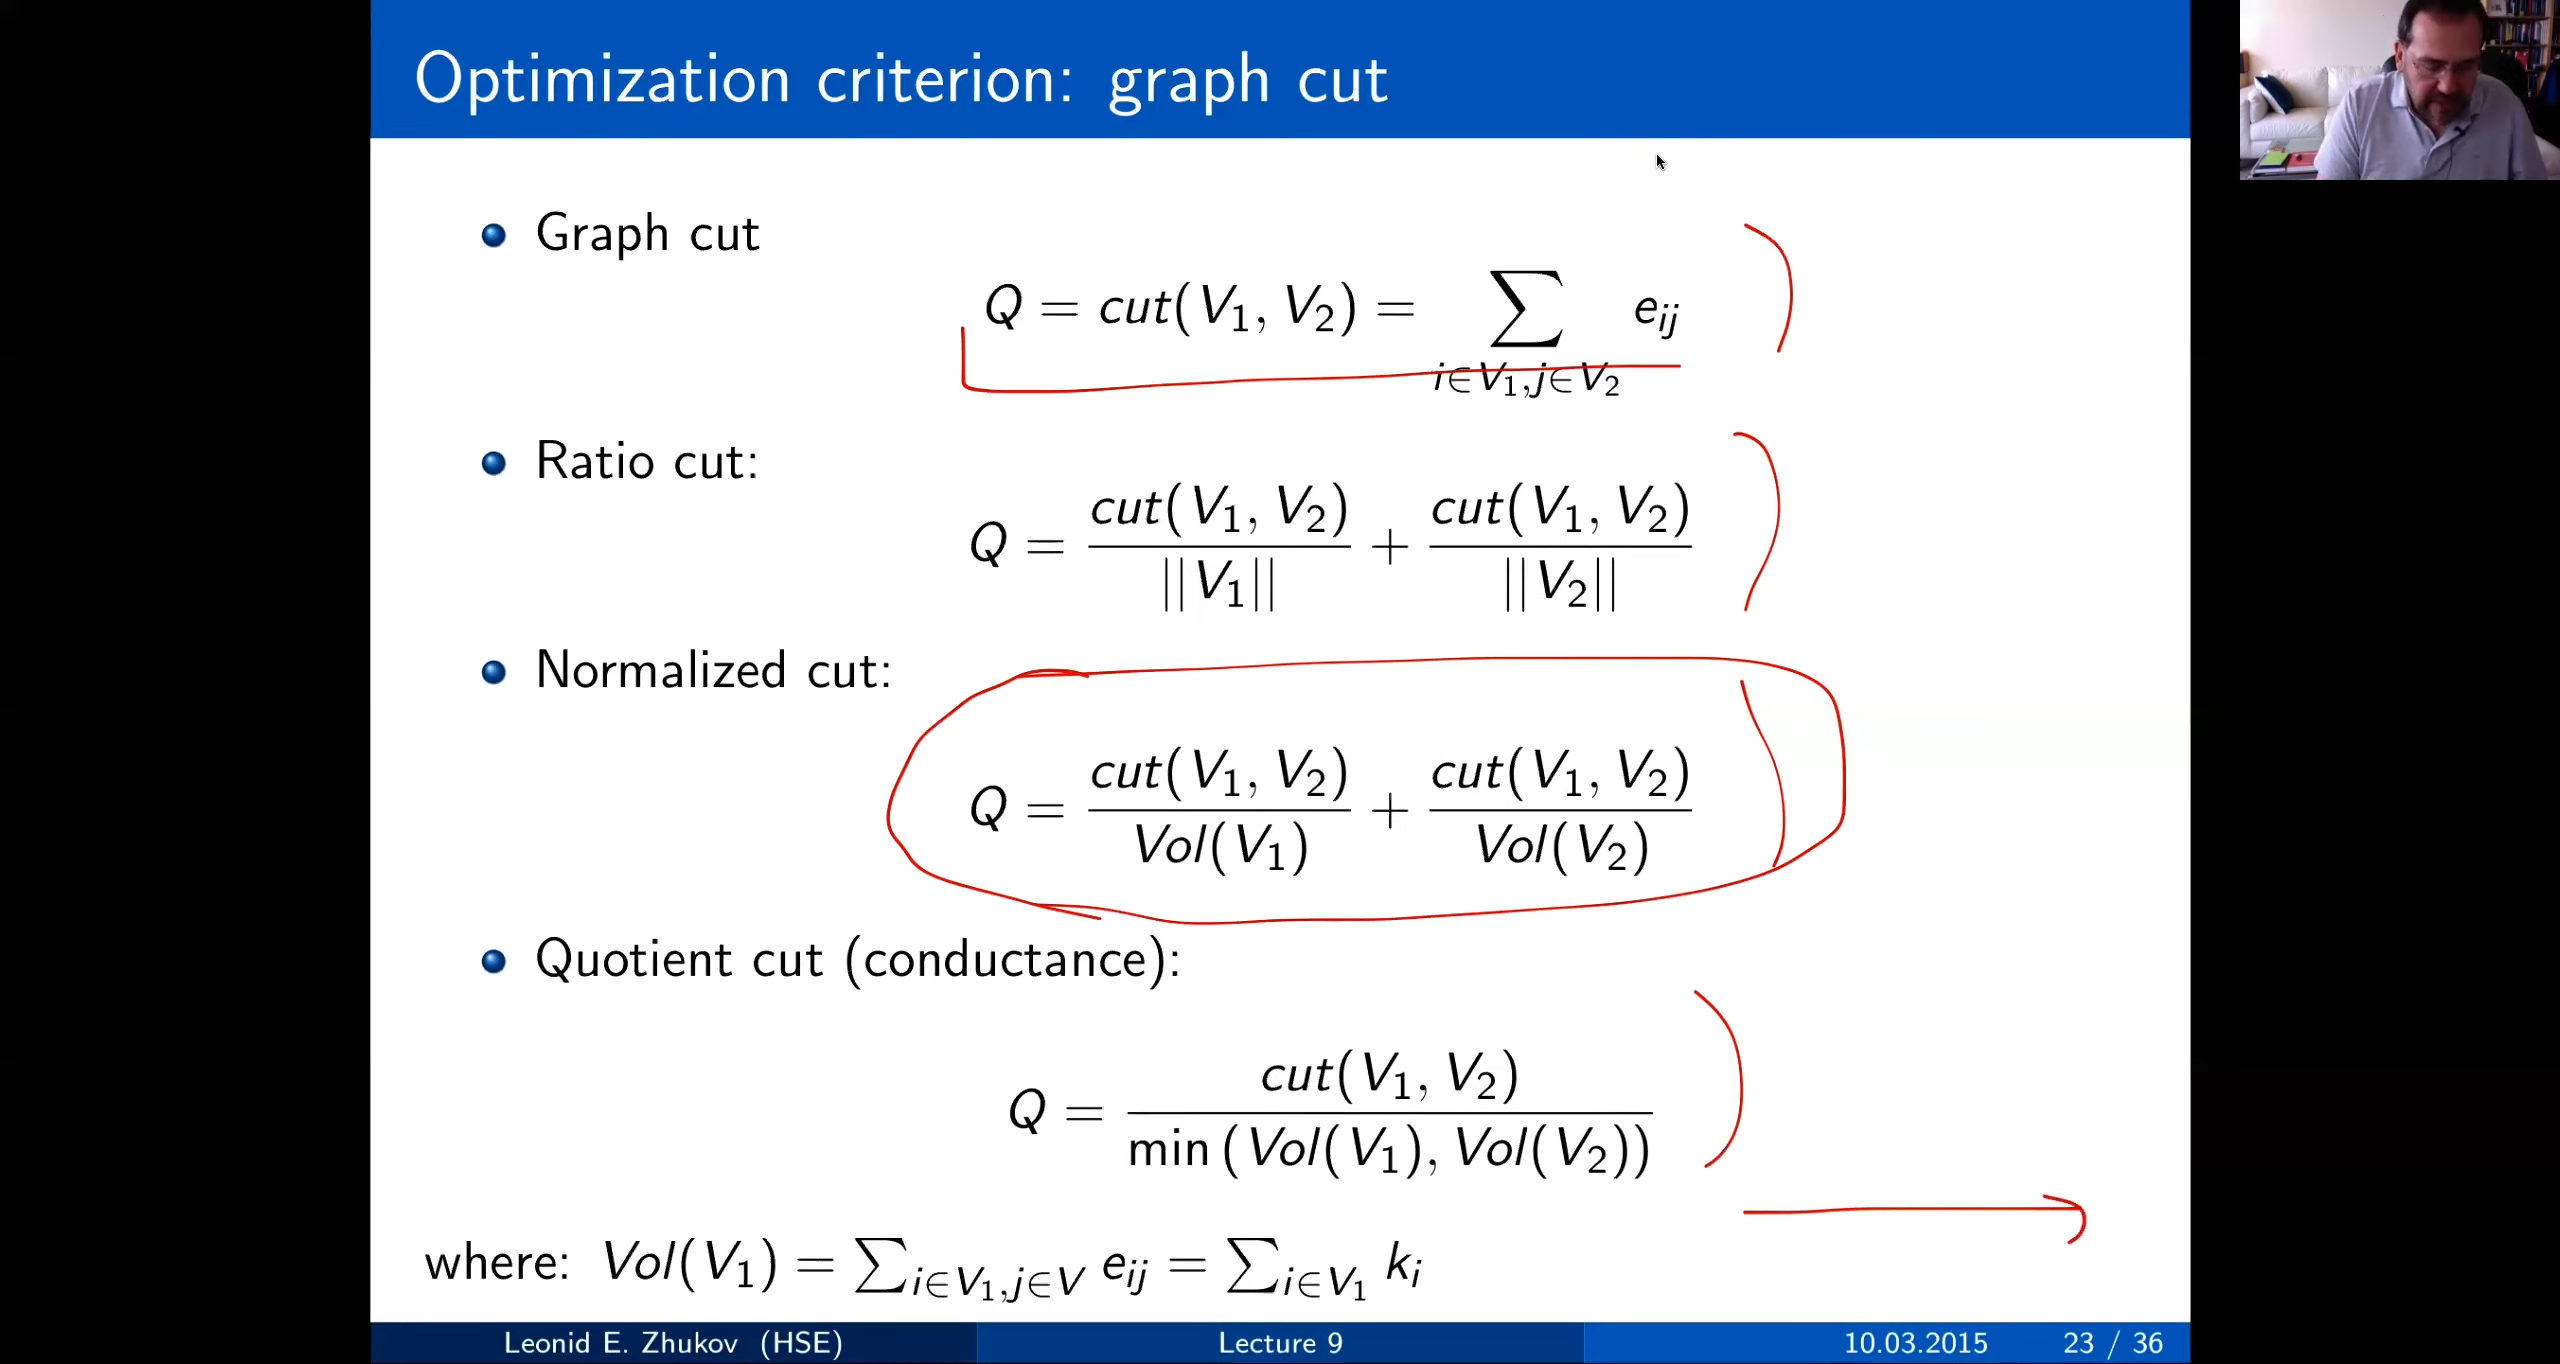 Optimization criterion: graph cut
Graph cut
Q = cut(V₁, V₂) = ∑ eᵢⱼ
i∈V₁,j∈V₂
Ratio cut:
Q = cut(V₁, V₂)/||V₁|| + cut(V₁, V₂)/||V₂||
Normalized cut:
Q = cut(V₁, V₂)/Vol(V₁) + cut(V₁, V₂)/Vol(V₂)
Quotient cut (conductance):
Q = cut(V₁, V₂)/min (Vol(V₁), Vol(V₂))
where: Vol(V₁) = ∑i∈V₁,j∈V eᵢⱼ = ∑i∈V₁ kᵢ
Leonid E. Zhukov (HSE) Lecture 9 10.03.2015 23 / 36